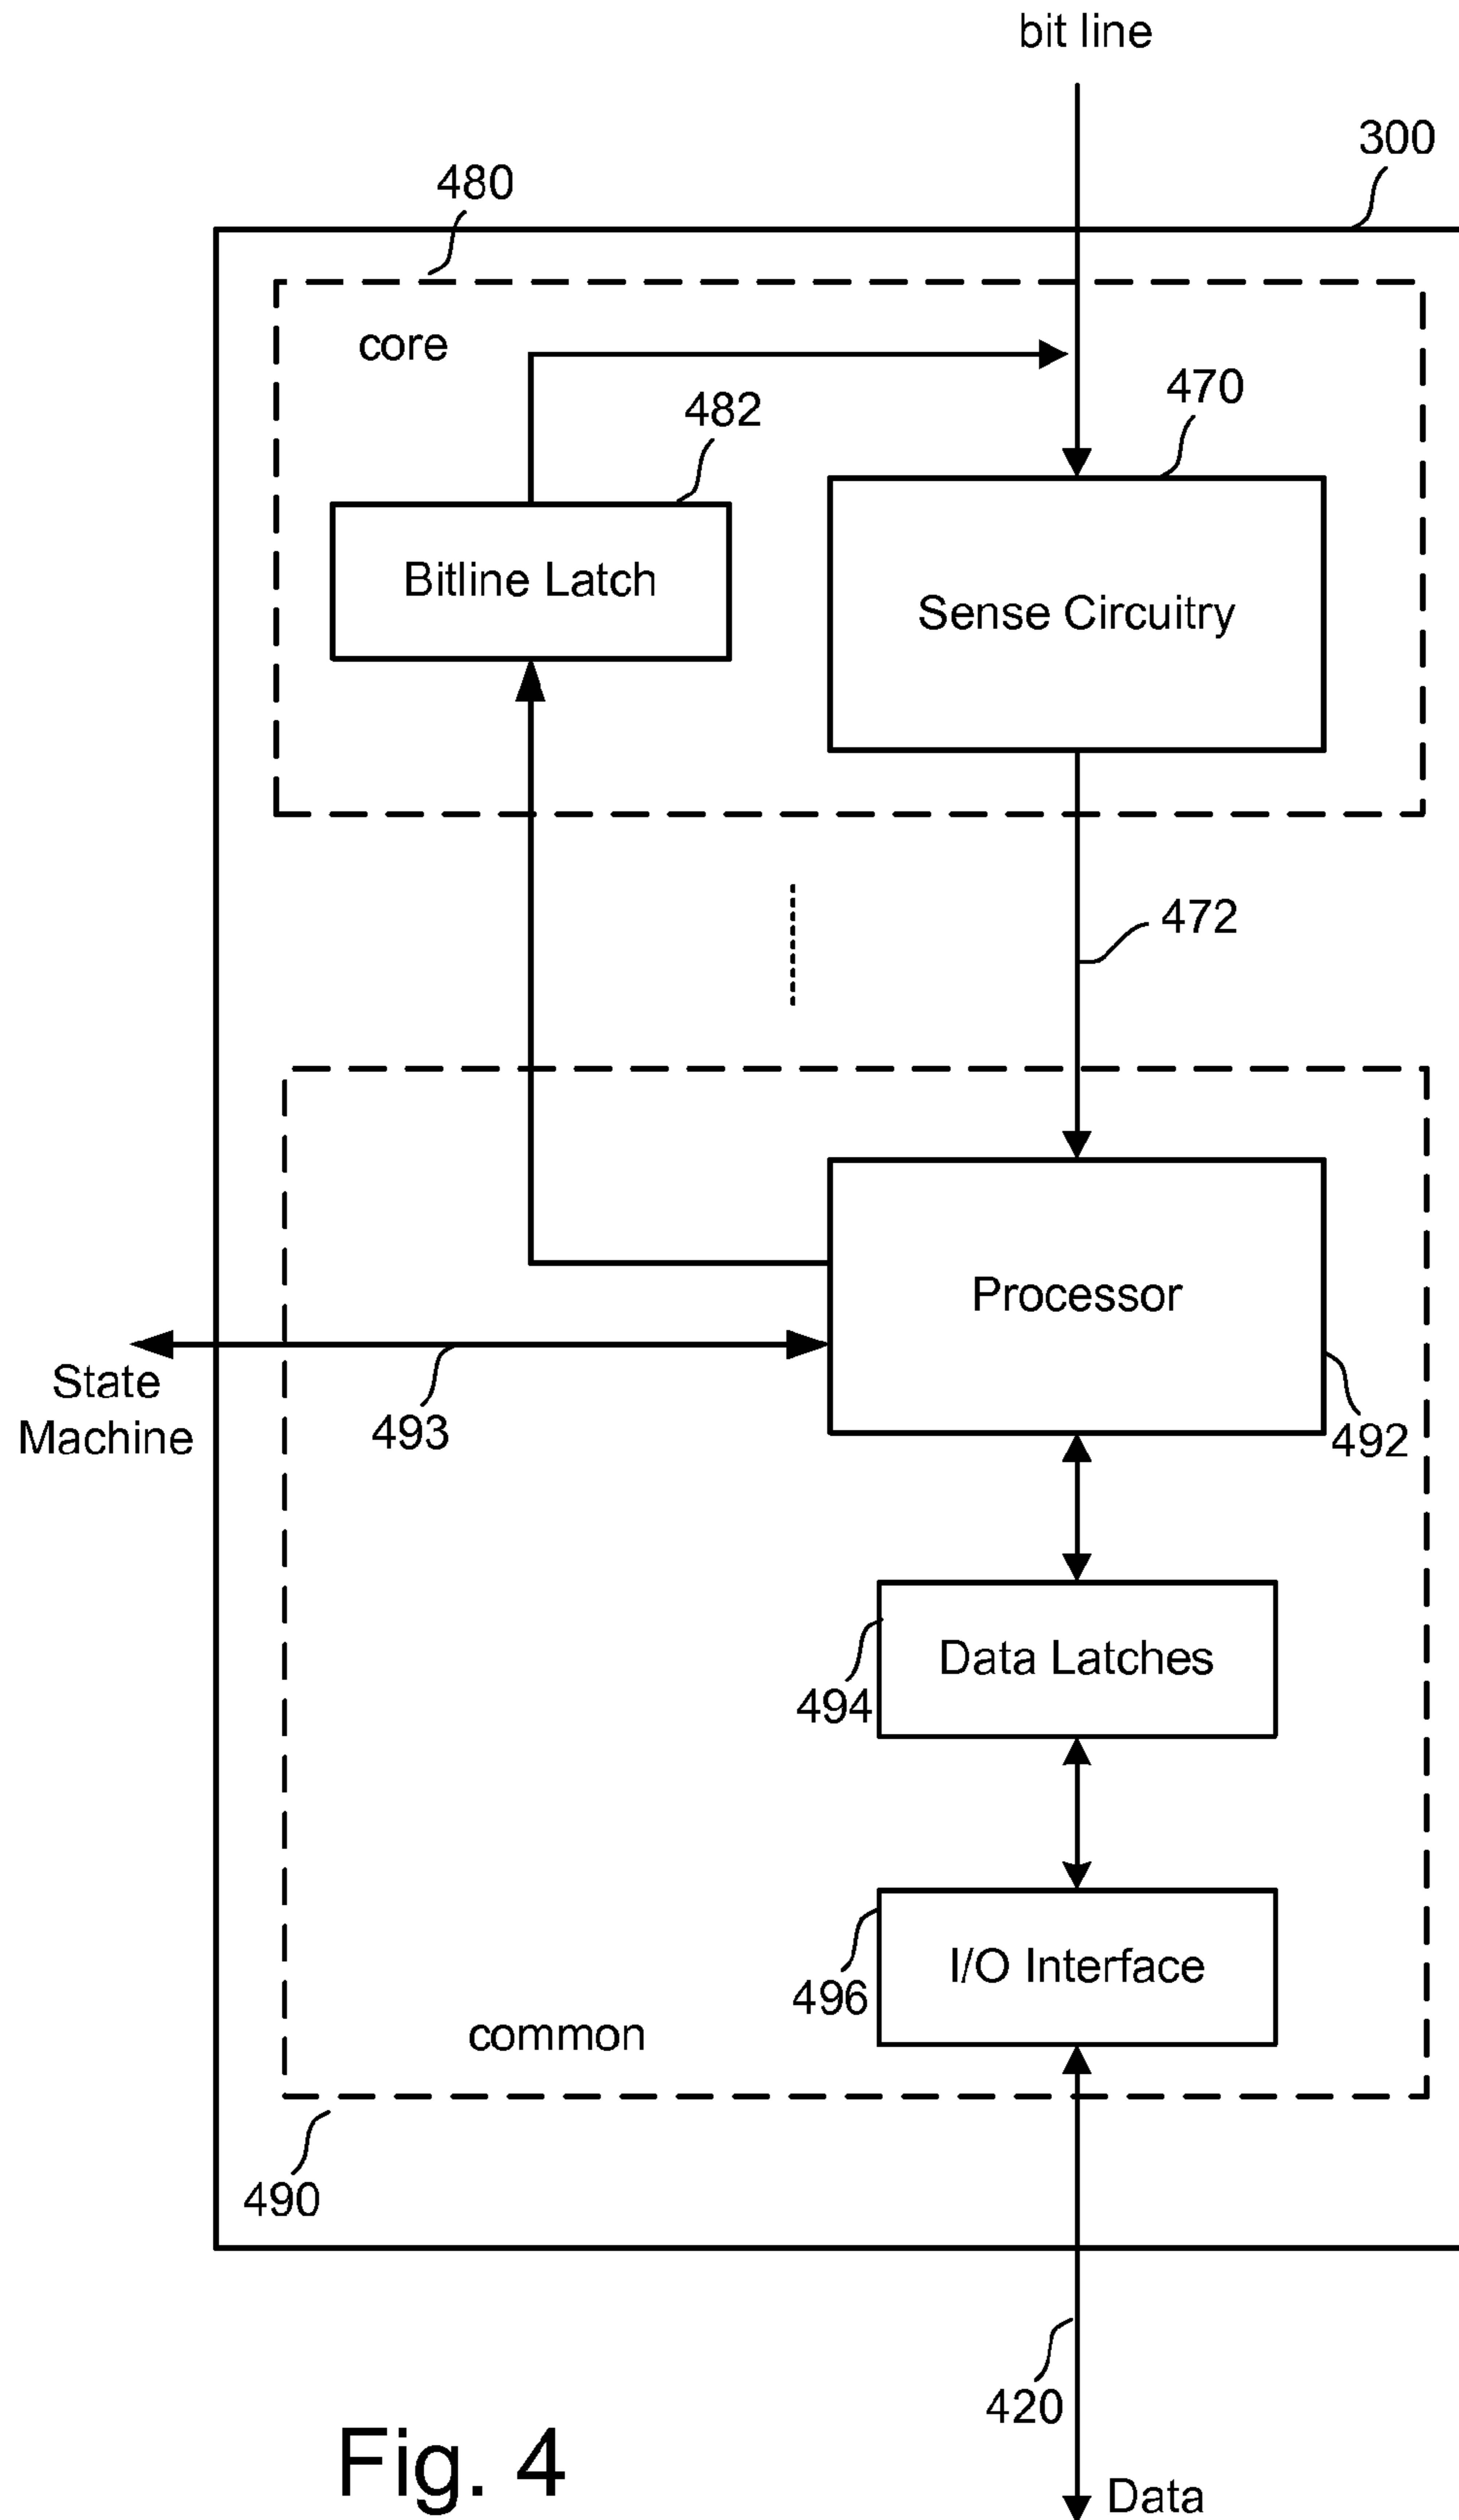 bit line
300
480
core
470
482
Bitline Latch
Sense Circuitry
472
Processor
State
Machine
493
492
Data Latches
494
I/O Interface
496
common
490
420
Fig. 4
Data